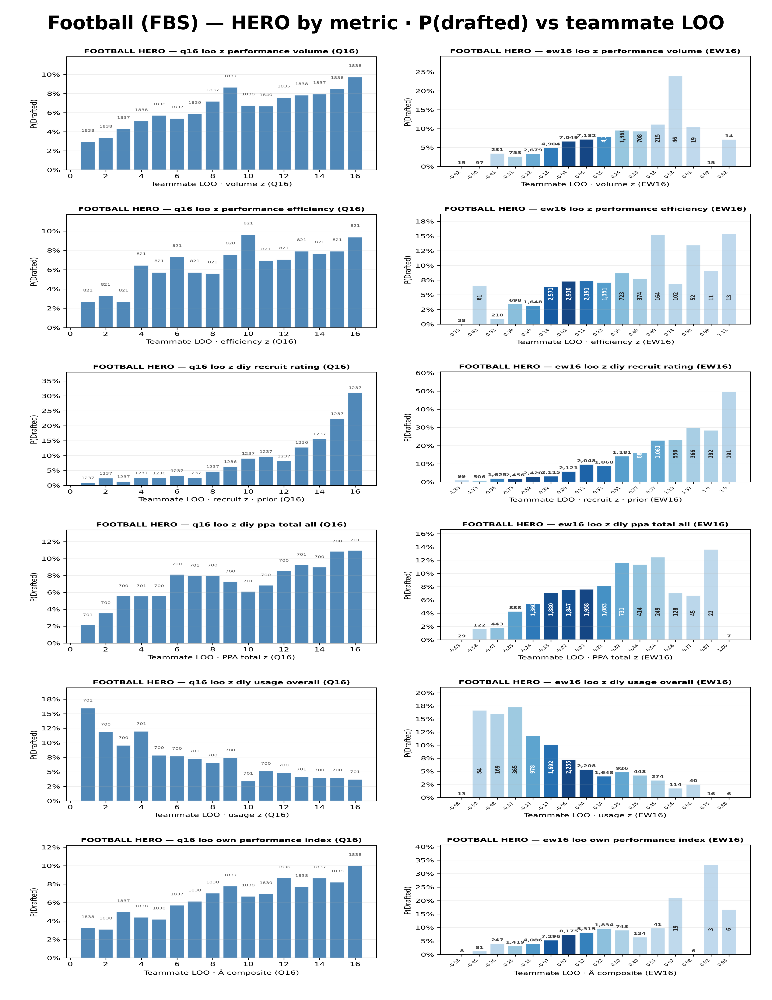 Football (FBS) — HERO by metric · P(drafted) vs teammate LOO
FOOTBALL HERO — q16 loo z performance volume (Q16)
P(Drafted)
10%
8%
6%
4%
2%
0%
1838 1838 1837 1838 1838 1837 1839 1837 1837 1838 1840 1835 1838 1837 1838 1838
0 2 4 6 8 10 12 14 16
Teammate LOO · volume z (Q16)
FOOTBALL HERO — ew16 loo z performance volume (EW16)
P(Drafted)
25%
20%
15%
10%
5%
0%
15 97 231 753 2,679 4,904 7,049 7,182 1,361 708 215 46 19 15 14
-0.62 -0.50 -0.41 -0.31 -0.22 -0.13 -0.04 0.05 0.15 0.24 0.33 0.43 0.53 0.61 0.69 0.82
Teammate LOO · volume z (EW16)
FOOTBALL HERO — q16 loo z performance efficiency (Q16)
P(Drafted)
10%
8%
6%
4%
2%
0%
821 821 821 821 821 821 821 821 820 821 821 821 821 821 821 821
0 2 4 6 8 10 12 14 16
Teammate LOO · efficiency z (Q16)
FOOTBALL HERO — ew16 loo z performance efficiency (EW16)
P(Drafted)
18%
15%
12%
10%
8%
5%
2%
0%
28 61 218 698 1,648 2,571 2,930 2,191 1,351 723 374 164 102 52 11 13
-0.75 -0.63 -0.52 -0.39 -0.26 -0.14 -0.02 0.11 0.23 0.36 0.48 0.60 0.74 0.88 0.99 1.11
Teammate LOO · efficiency z (EW16)
FOOTBALL HERO — q16 loo z diy recruit rating (Q16)
P(Drafted)
35%
30%
25%
20%
15%
10%
5%
0%
1237 1237 1237 1237 1236 1237 1237 1237 1236 1237 1237 1237 1236 1237 1237 1237
0 2 4 6 8 10 12 14 16
Teammate LOO · recruit z · prior (Q16)
FOOTBALL HERO — ew16 loo z diy recruit rating (EW16)
P(Drafted)
60%
50%
40%
30%
20%
10%
0%
99 506 1,625 2,456 2,420 2,115 2,121 2,048 1,868 1,181 1,061 556 366 292 191
-1.33 -1.13 -0.94 -0.73 -0.52 -0.32 -0.09 0.12 0.32 0.51 0.77 0.97 1.15 1.37 1.6 1.8
Teammate LOO · recruit z · prior (EW16)
FOOTBALL HERO — q16 loo z diy ppa total all (Q16)
P(Drafted)
12%
10%
8%
6%
4%
2%
0%
701 700 700 701 700 700 701 700 700 701 700 700 701 700 700 701
0 2 4 6 8 10 12 14 16
Teammate LOO · PPA total z (Q16)
FOOTBALL HERO — ew16 loo z diy ppa total all (EW16)
P(Drafted)
16%
14%
12%
10%
8%
6%
4%
2%
0%
29 122 443 888 1,360 1,880 1,847 1,958 1,083 731 414 249 128 45 22 7
-0.69 -0.58 -0.47 -0.35 -0.24 -0.13 -0.02 0.09 0.21 0.32 0.44 0.54 0.66 0.77 0.87 1.00
Teammate LOO · PPA total z (EW16)
FOOTBALL HERO — q16 loo z diy usage overall (Q16)
P(Drafted)
18%
15%
12%
10%
8%
5%
2%
0%
701 700 700 701 700 700 701 700 700 701 700 700 701 700 700 701
0 2 4 6 8 10 12 14 16
Teammate LOO · usage z (Q16)
FOOTBALL HERO — ew16 loo z diy usage overall (EW16)
P(Drafted)
20%
18%
15%
12%
10%
8%
5%
2%
0%
13 54 169 365 978 1,692 2,255 2,208 1,648 926 448 274 114 40 16 6
-0.68 -0.59 -0.48 -0.37 -0.27 -0.17 -0.06 0.04 0.14 0.25 0.35 0.45 0.56 0.66 0.75 0.88
Teammate LOO · usage z (EW16)
FOOTBALL HERO — q16 loo own performance index (Q16)
P(Drafted)
12%
10%
8%
6%
4%
2%
0%
1838 1838 1837 1838 1838 1837 1838 1838 1837 1838 1839 1836 1838 1837 1838 1838
0 2 4 6 8 10 12 14 16
Teammate LOO · Â composite (Q16)
FOOTBALL HERO — ew16 loo own performance index (EW16)
P(Drafted)
40%
35%
30%
25%
20%
15%
10%
5%
0%
8 81 247 1,419 4,086 7,296 8,175 5,315 1,834 743 124 41 19 6 3 6
-0.53 -0.45 -0.36 -0.25 -0.16 -0.07 0.02 0.12 0.22 0.30 0.40 0.51 0.62 0.68 0.82 0.93
Teammate LOO · Â composite (EW16)